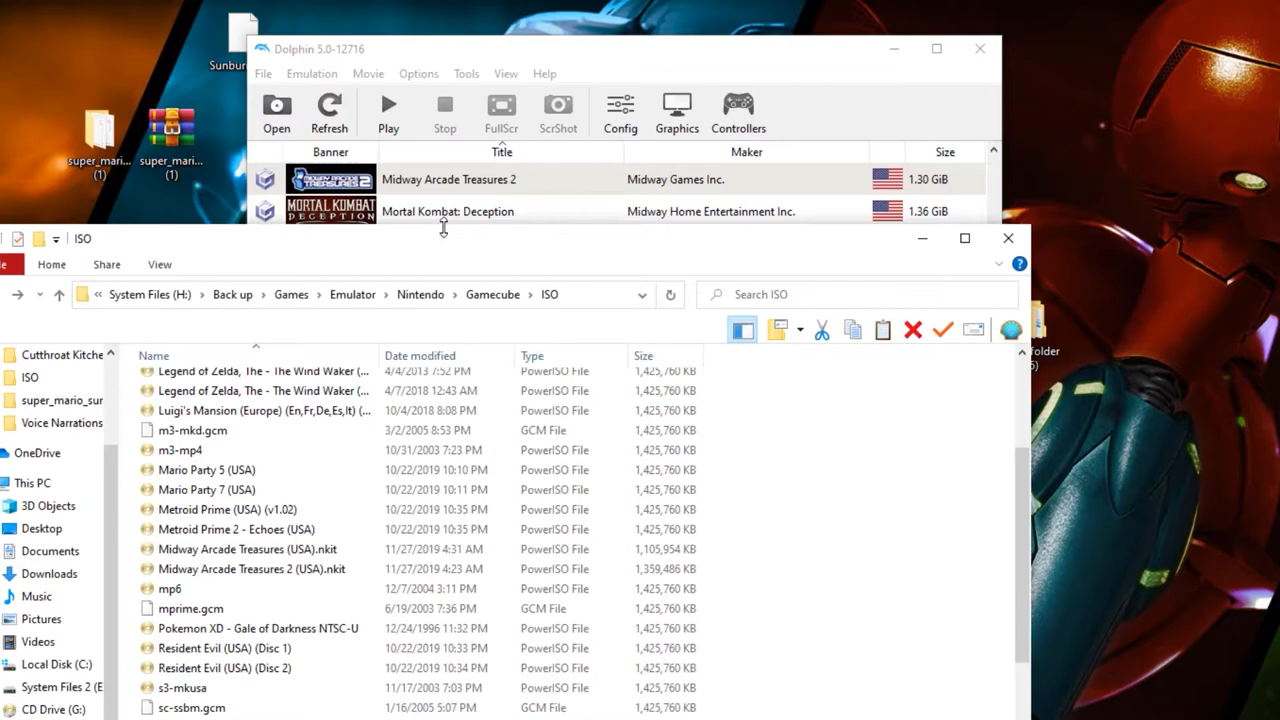 Sunbur
super_mari...
(1)
super_mari...
(1)
Dolphin 5.0-12716
File Emulation Movie Options Tools View Help
Open Refresh Play Stop FullScr ScrShot Config Graphics Controllers
Banner Title Maker Size
MIDWAY ARCADE TREASURES 2 Midway Arcade Treasures 2 Midway Games Inc. 1.30 GiB
MORTAL KOMBAT DECEPTION Mortal Kombat: Deception Midway Home Entertainment Inc. 1.36 GiB
ISO
le Home Share View
« System Files (H:) > Back up > Games > Emulator > Nintendo > Gamecube > ISO Search ISO
folder
Cutthroat Kitche
ISO
super_mario_sur
Voice Narrations
OneDrive
This PC
3D Objects
Desktop
Documents
Downloads
Music
Pictures
Videos
Local Disk (C:)
System Files 2 (E
CD Drive (G:)
Name Date modified Type Size
Legend of Zelda, The - The Wind Waker (... 4/4/2013 7:52 PM PowerISO File 1,425,760 KB
Legend of Zelda, The - The Wind Waker (... 4/7/2018 12:43 AM PowerISO File 1,425,760 KB
Luigi's Mansion (Europe) (En,Fr,De,Es,It) (... 10/4/2018 8:08 PM PowerISO File 1,425,760 KB
m3-mkd.gcm 3/2/2005 8:53 PM GCM File 1,425,760 KB
m3-mp4 10/31/2003 7:23 PM PowerISO File 1,425,760 KB
Mario Party 5 (USA) 10/22/2019 10:10 PM PowerISO File 1,425,760 KB
Mario Party 7 (USA) 10/22/2019 10:11 PM PowerISO File 1,425,760 KB
Metroid Prime (USA) (v1.02) 10/22/2019 10:35 PM PowerISO File 1,425,760 KB
Metroid Prime 2 - Echoes (USA) 10/22/2019 10:35 PM PowerISO File 1,425,760 KB
Midway Arcade Treasures (USA).nkit 11/27/2019 4:31 AM PowerISO File 1,105,954 KB
Midway Arcade Treasures 2 (USA).nkit 11/27/2019 4:23 AM PowerISO File 1,359,486 KB
mp6 12/7/2004 3:11 PM PowerISO File 1,425,760 KB
mprime.gcm 6/19/2003 7:36 PM GCM File 1,425,760 KB
Pokemon XD - Gale of Darkness NTSC-U 12/24/1996 11:32 PM PowerISO File 1,425,760 KB
Resident Evil (USA) (Disc 1) 10/22/2019 10:33 PM PowerISO File 1,425,760 KB
Resident Evil (USA) (Disc 2) 10/22/2019 10:34 PM PowerISO File 1,425,760 KB
s3-mkusa 11/17/2003 7:03 PM PowerISO File 1,425,760 KB
sc-ssbm.gcm 1/16/2005 5:07 PM GCM File 1,425,760 KB